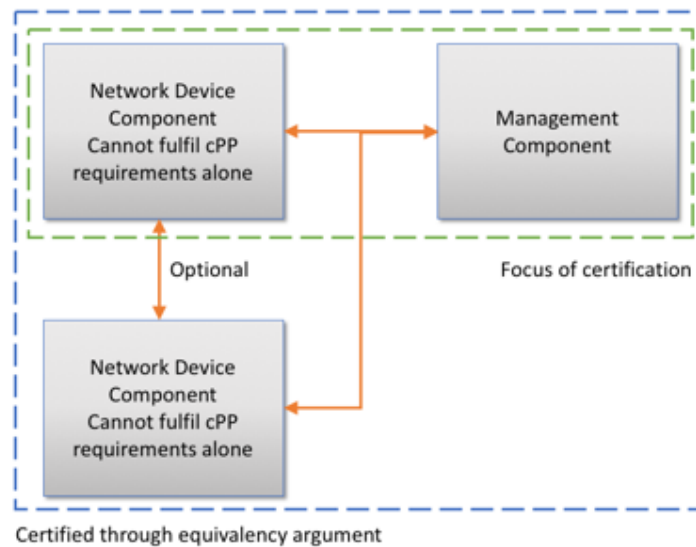 Network Device
Component
Cannot fulfil cPP
requirements alone
Management
Component
Optional
Focus of certification
Network Device
Component
Cannot fulfil cPP
requirements alone
Certified through equivalency argument